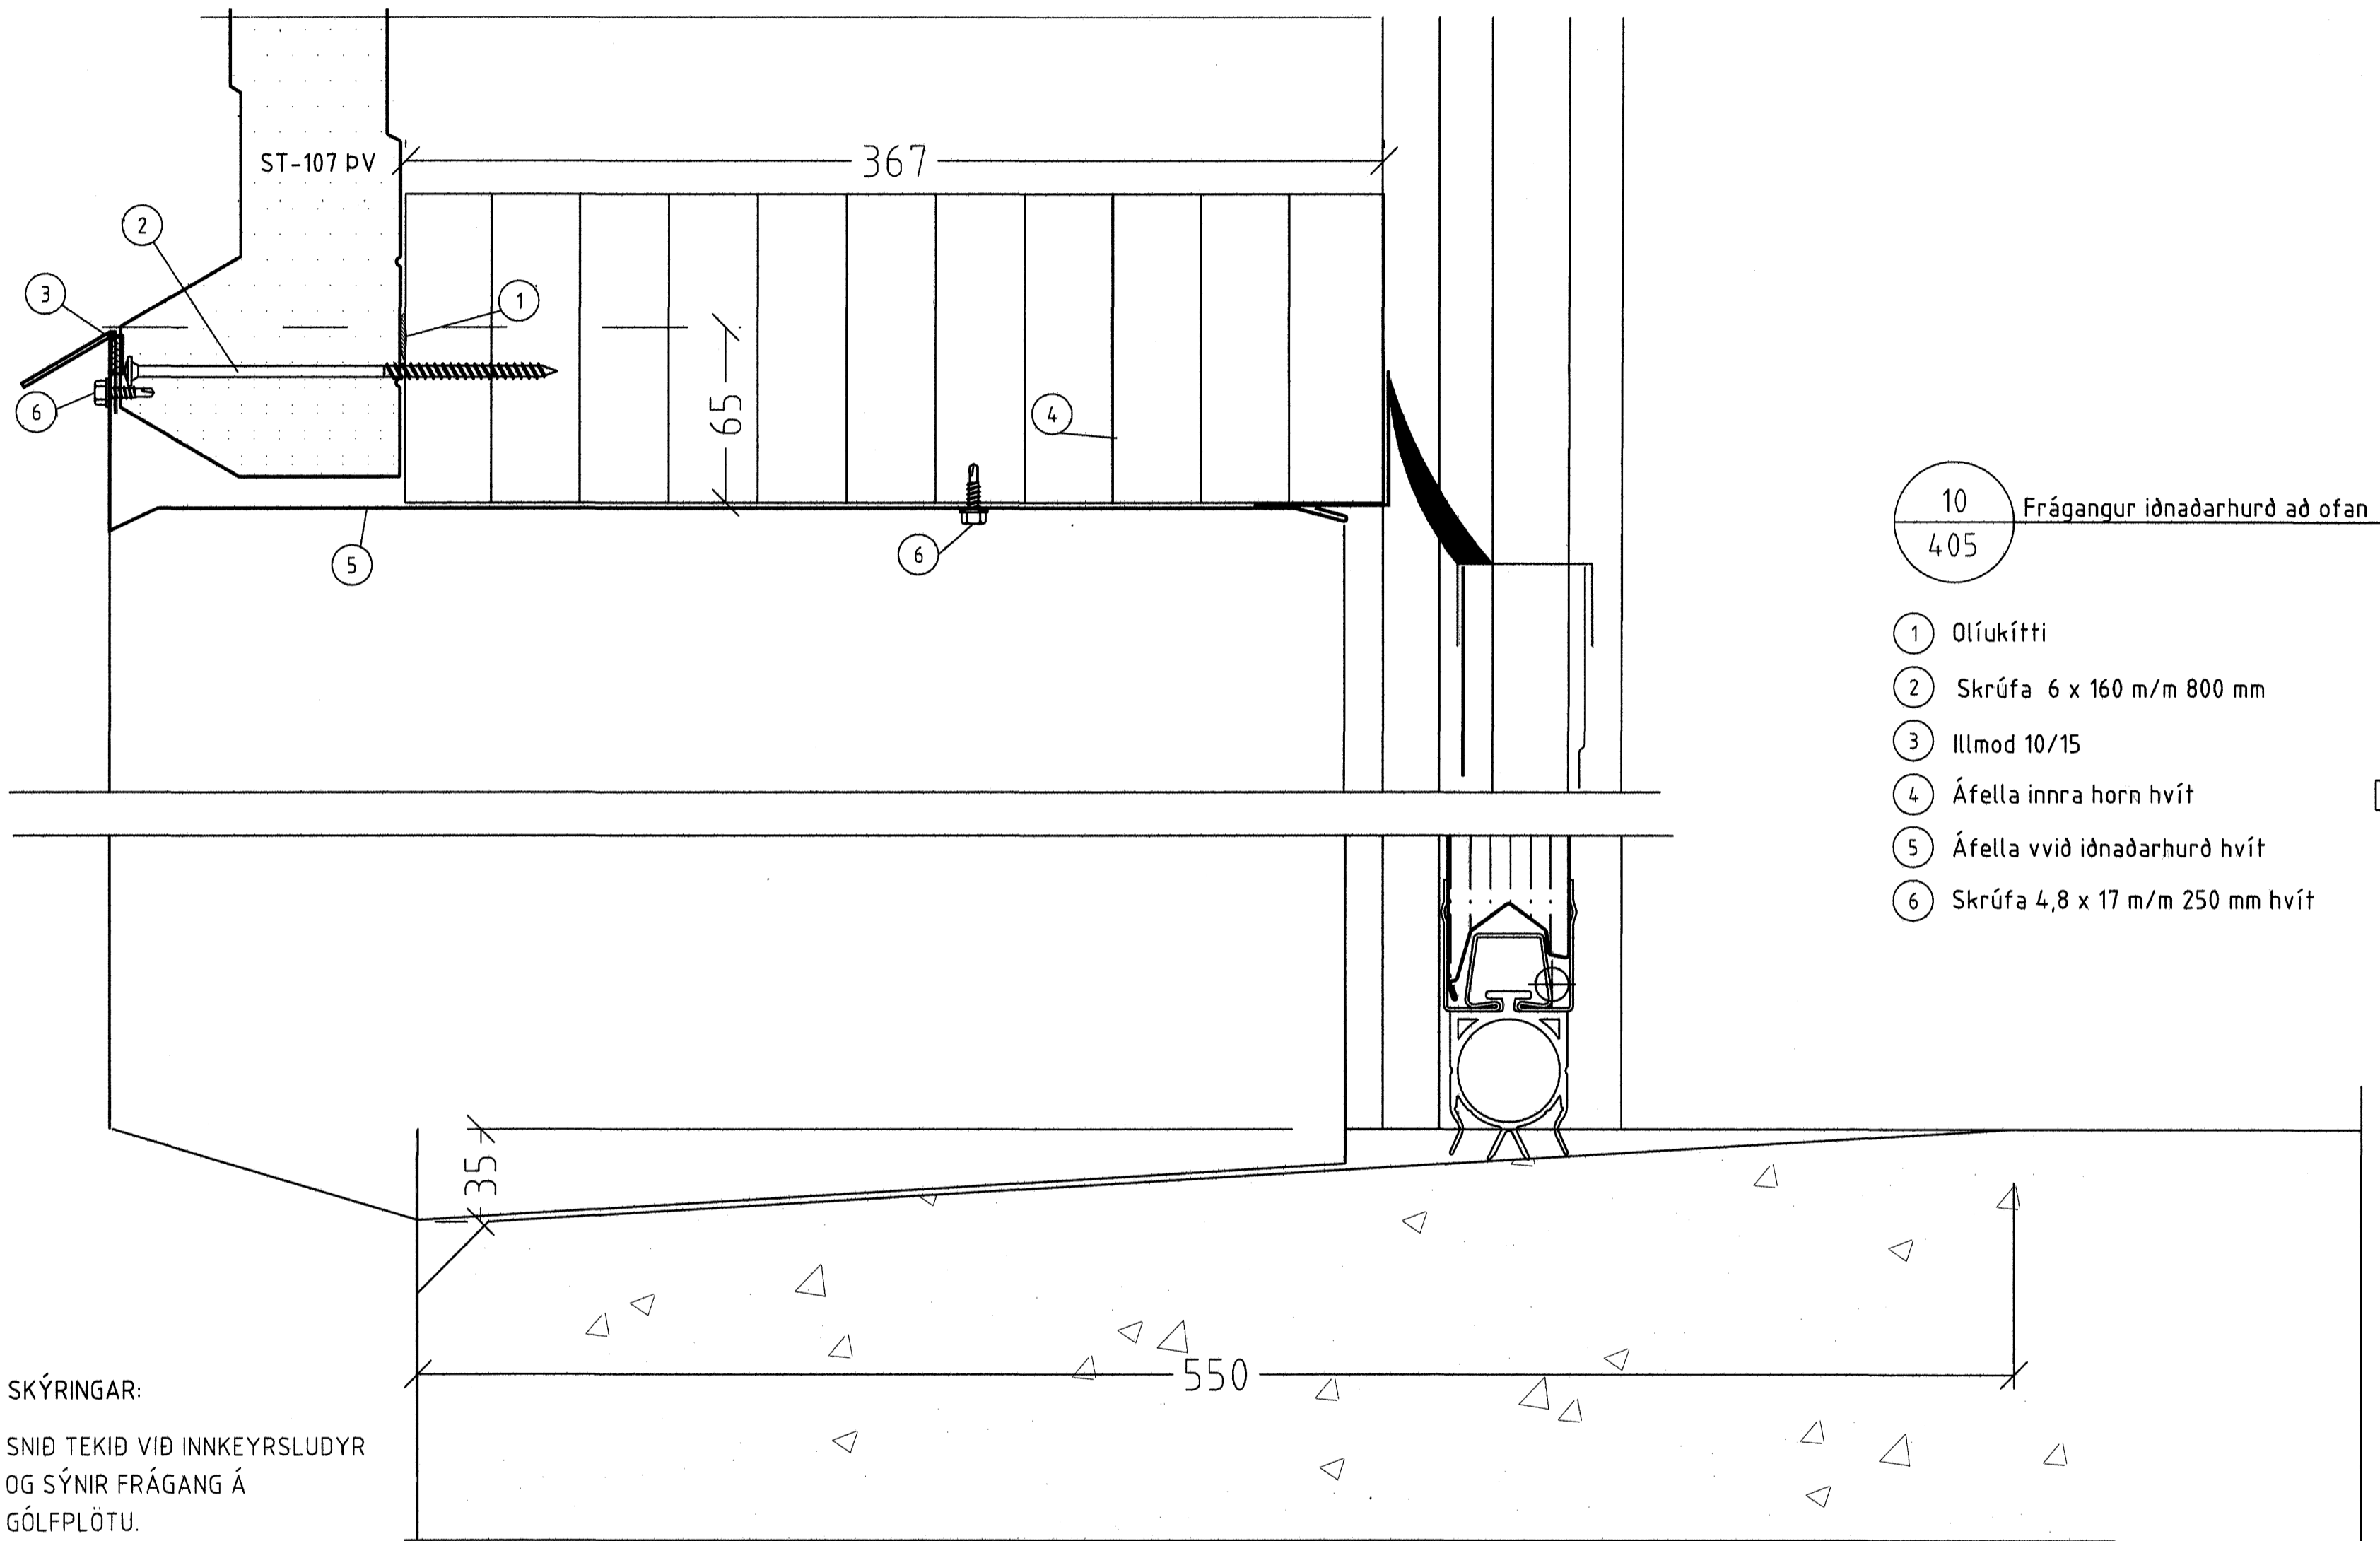 367
ST-107 ÞV
2
3
1
6
65
4
5
6
10
405
Frágangur iðnaðarhurð að ofan
1 Olíukítti
2 Skrúfa 6 x 160 m/m 800 mm
3 Illmod 10/15
4 Áfella innra horn hvít
5 Áfella vvið iðnaðarhurð hvít
6 Skrúfa 4,8 x 17 m/m 250 mm hvít
35
550
SKÝRINGAR:
SNIÐ TEKIÐ VIÐ INNKEYRSLUDYR
OG SÝNIR FRÁGANG Á
GÓLFPLÖTU.